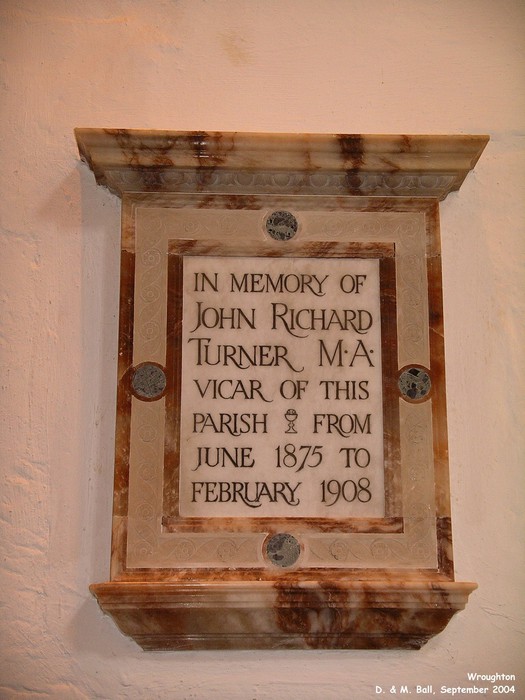 IN MEMORY OF
JOHN RICHARD
TURNER M·A·
VICAR OF THIS
PARISH FROM
JUNE 1875 TO
FEBRUARY 1908
Wroughton
D. & M. Ball, September 2004